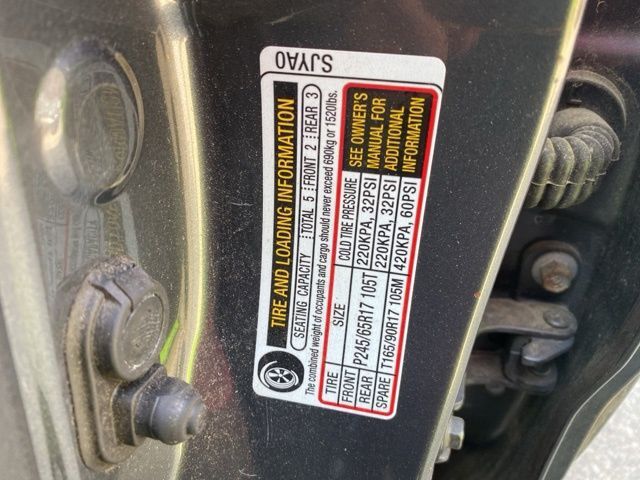 TIRE AND LOADING INFORMATION
SEATING CAPACITY : TOTAL 5 : FRONT 2 : REAR 3
The combined weight of occupants and cargo should never exceed 690kg or 1520lbs.
TIRE SIZE COLD TIRE PRESSURE
FRONT P245/65R17 105T 220KPA, 32PSI
REAR 220KPA, 32PSI
SPARE T165/90R17 105M 420KPA, 60PSI
SEE OWNER'S
MANUAL FOR
ADDITIONAL
INFORMATION
SJYA0